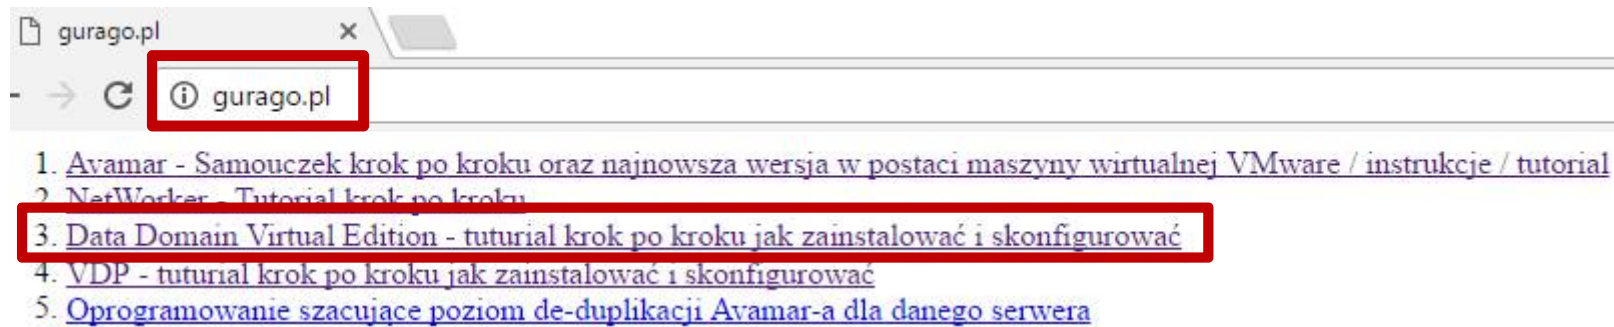 gurago.pl
gurago.pl
1. Avamar - Samouczek krok po kroku oraz najnowsza wersja w postaci maszyny wirtualnej VMware / instrukcje / tutorial
2. NetWorker - Tutorial krok po kroku
3. Data Domain Virtual Edition - tuturial krok po kroku jak zainstalować i skonfigurować
4. VDP - tuturial krok po kroku jak zainstalować i skonfigurować
5. Oprogramowanie szacujące poziom de-duplikacji Avamar-a dla danego serwera